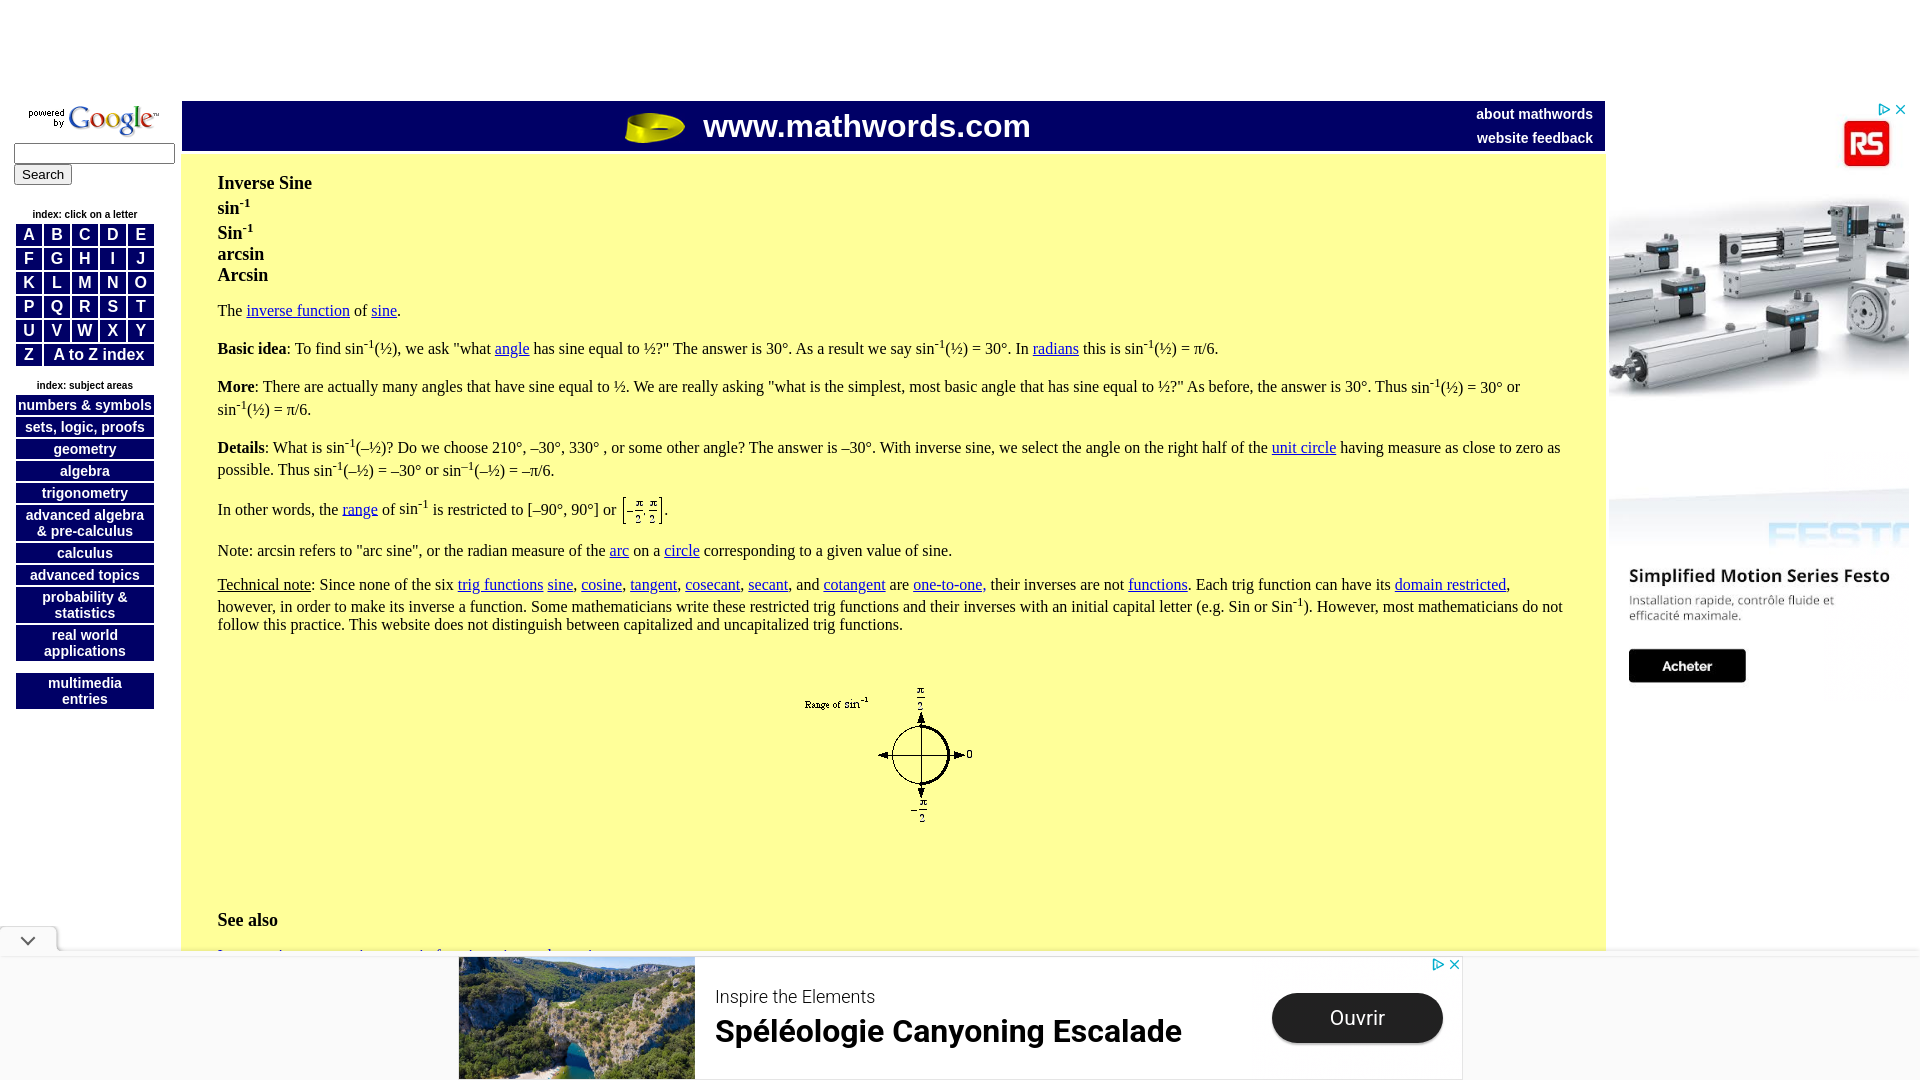 powered by Google™
Search
index: click on a letter
A B C D E
F G H I J
K L M N O
P Q R S T
U V W X Y
Z A to Z index
index: subject areas
numbers & symbols
sets, logic, proofs
geometry
algebra
trigonometry
advanced algebra
& pre-calculus
calculus
advanced topics
probability &
statistics
real world
applications
multimedia
entries
www.mathwords.com
about mathwords
website feedback
Inverse Sine
sin⁻¹
Sin⁻¹
arcsin
Arcsin
The inverse function of sine.
Basic idea: To find sin⁻¹(½), we ask "what angle has sine equal to ½?" The answer is 30°. As a result we say sin⁻¹(½) = 30°. In radians this is sin⁻¹(½) = π/6.
More: There are actually many angles that have sine equal to ½. We are really asking "what is the simplest, most basic angle that has sine equal to ½?" As before, the answer is 30°. Thus sin⁻¹(½) = 30° or
sin⁻¹(½) = π/6.
Details: What is sin⁻¹(–½)? Do we choose 210°, –30°, 330° , or some other angle? The answer is –30°. With inverse sine, we select the angle on the right half of the unit circle having measure as close to zero as
possible. Thus sin⁻¹(–½) = –30° or sin⁻¹(–½) = –π/6.
In other words, the range of sin⁻¹ is restricted to [–90°, 90°] or [-π/2, π/2].
Note: arcsin refers to "arc sine", or the radian measure of the arc on a circle corresponding to a given value of sine.
Technical note: Since none of the six trig functions sine, cosine, tangent, cosecant, secant, and cotangent are one-to-one, their inverses are not functions. Each trig function can have its domain restricted,
however, in order to make its inverse a function. Some mathematicians write these restricted trig functions and their inverses with an initial capital letter (e.g. Sin or Sin⁻¹). However, most mathematicians do not
follow this practice. This website does not distinguish between capitalized and uncapitalized trig functions.
Range of sin⁻¹
π/2
0
-π/2
See also
RS
FESTO
Simplified Motion Series Festo
Installation rapide, contrôle fluide et
efficacité maximale.
Acheter
Inspire the Elements
Spéléologie Canyoning Escalade
Ouvrir